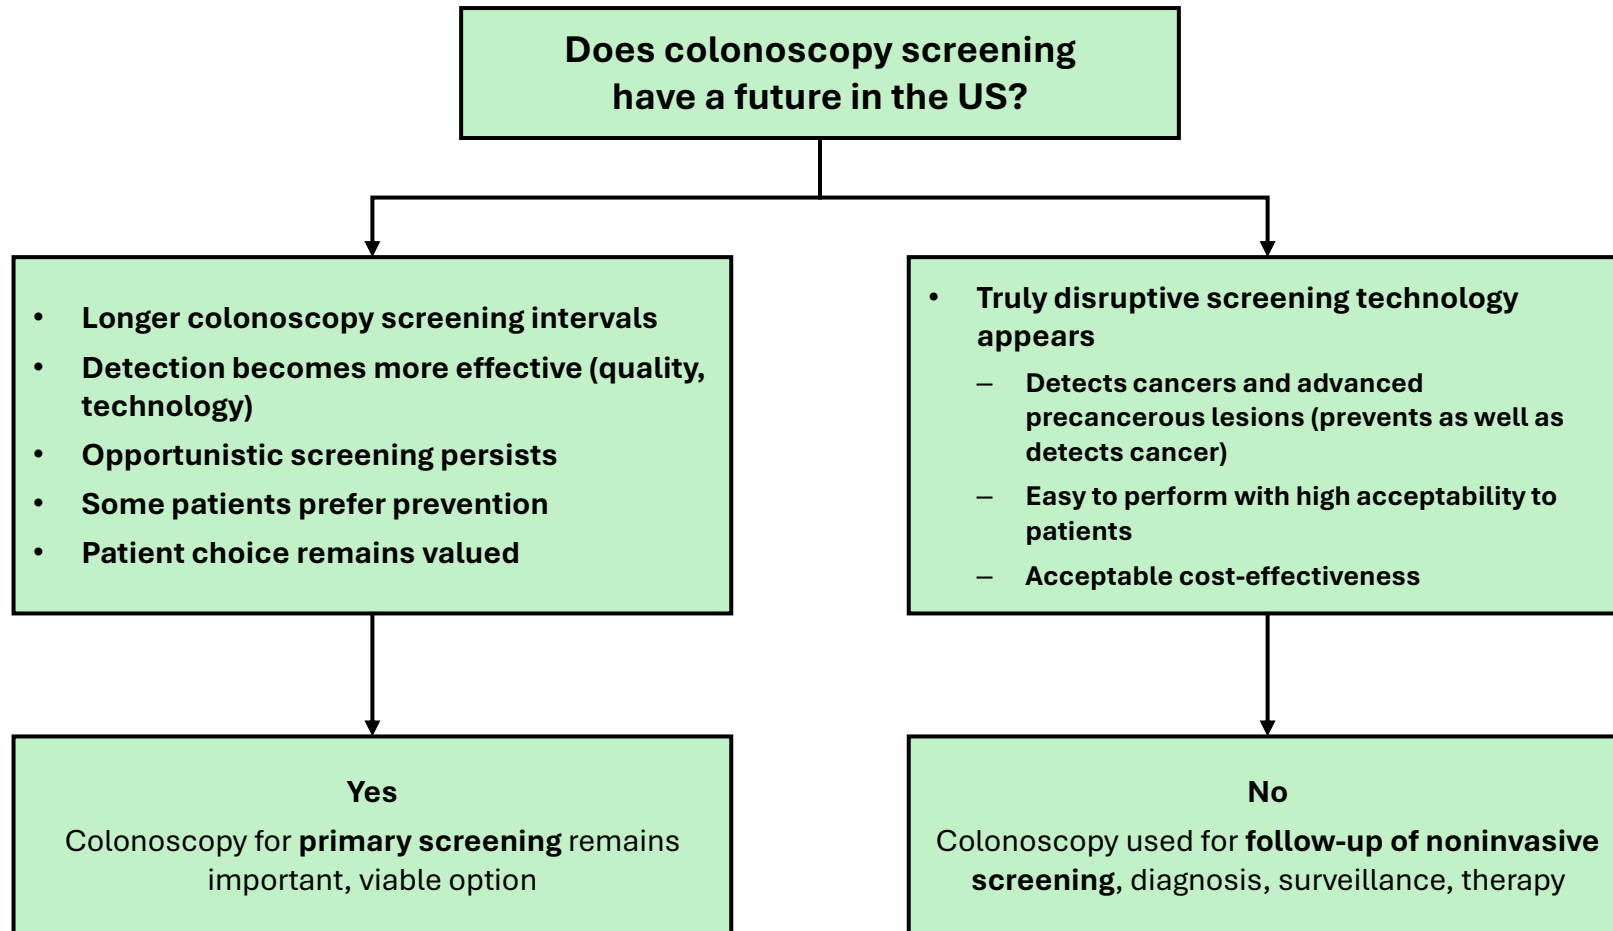 Does colonoscopy screening
have a future in the US?
• Longer colonoscopy screening intervals
• Detection becomes more effective (quality,
technology)
• Opportunistic screening persists
• Some patients prefer prevention
• Patient choice remains valued
• Truly disruptive screening technology
appears
– Detects cancers and advanced
precancerous lesions (prevents as well as
detects cancer)
– Easy to perform with high acceptability to
patients
– Acceptable cost-effectiveness
Yes
Colonoscopy for primary screening remains
important, viable option
No
Colonoscopy used for follow-up of noninvasive
screening, diagnosis, surveillance, therapy